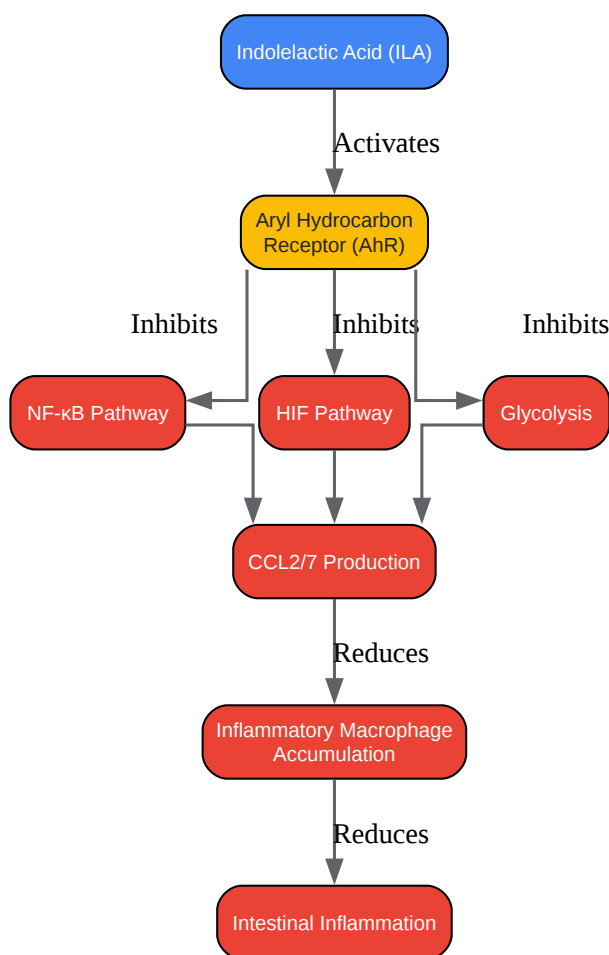 Indolelactic Acid (ILA)
Activates
Aryl Hydrocarbon
Receptor (AhR)
Inhibits
Inhibits
Inhibits
NF-κB Pathway
HIF Pathway
Glycolysis
CCL2/7 Production
Reduces
Inflammatory Macrophage
Accumulation
Reduces
Intestinal Inflammation